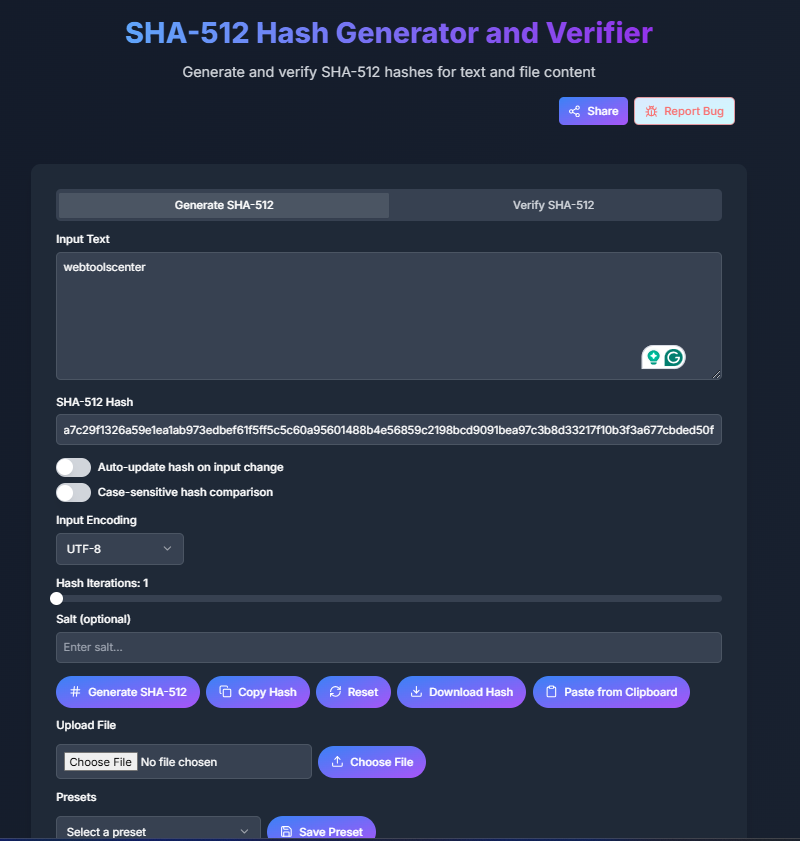 SHA-512 Hash Generator and Verifier
Generate and verify SHA-512 hashes for text and file content
Share Report Bug
Generate SHA-512 Verify SHA-512
Input Text
webtoolscenter
SHA-512 Hash
a7c29f1326a59e1ea1ab973edbef61f5ff5c5c60a95601488b4e56859c2198bcd9091bea97c3b8d33217f10b3f3a677cbded50f
Auto-update hash on input change
Case-sensitive hash comparison
Input Encoding
UTF-8
Hash Iterations: 1
Salt (optional)
Enter salt...
# Generate SHA-512 Copy Hash Reset Download Hash Paste from Clipboard
Upload File
Choose File No file chosen Choose File
Presets
Select a preset Save Preset